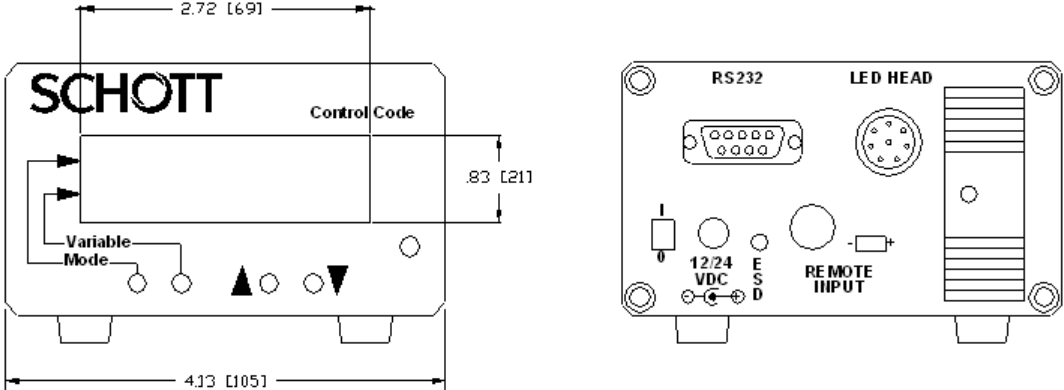 2.72 [69]
SCHOTT
Control Code
.83 [21]
Variable
Mode
4.13 [105]
RS232
LED HEAD
I
0
12/24
VDC
ESD
- +
REMOTE
INPUT
- +